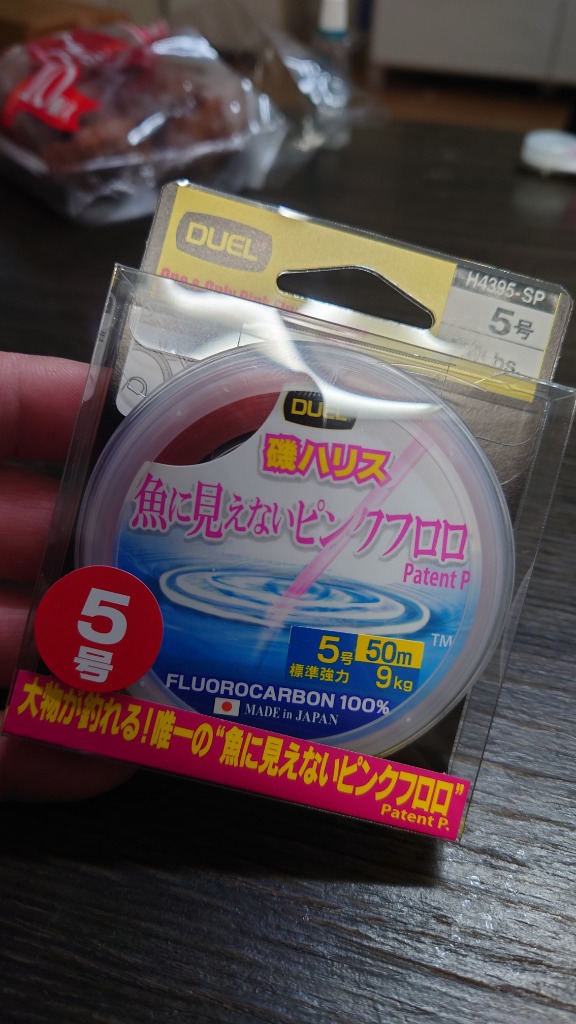 DUEL
H4395-SP
5号
DUEL
磯ハリス
魚に見えないピンクフロロ
Patent P
TM
5号 50m
標準強力 9kg
FLUOROCARBON 100%
MADE in JAPAN
5号
大物が釣れる!唯一の"魚に見えないピンクフロロ"
Patent P.